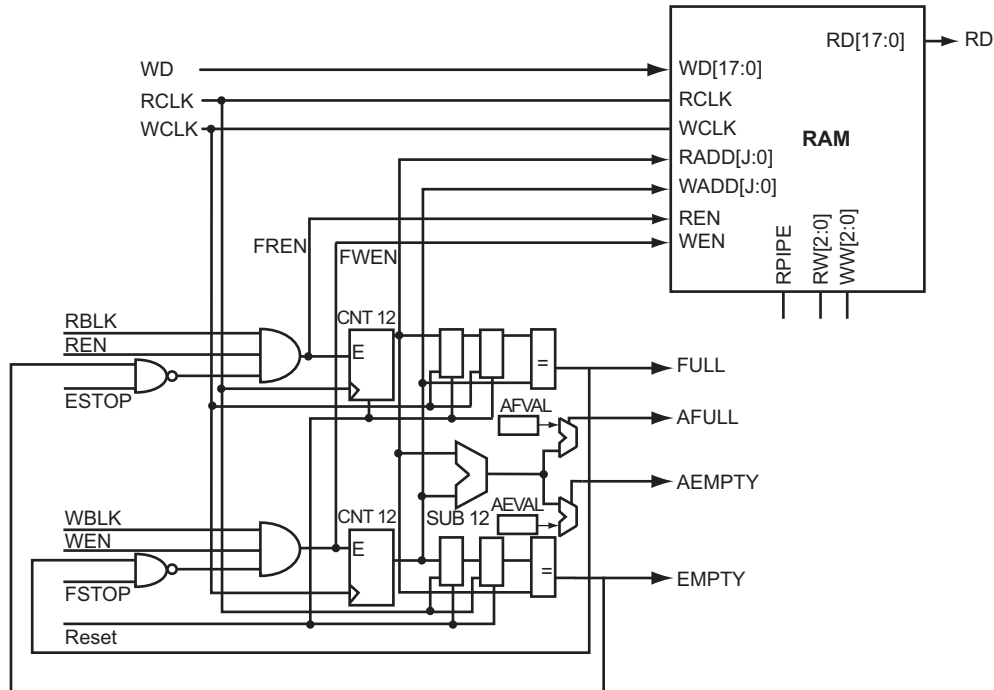 RD[17:0]
RD
WD
WD[17:0]
RCLK
RCLK
WCLK
WCLK
RAM
RADD[J:0]
WADD[J:0]
REN
FREN
FWEN
WEN
RPIPE
RW[2:0]
WW[2:0]
RBLK
REN
ESTOP
CNT 12
E
=
FULL
AFVAL
AFULL
AEMPTY
SUB 12
AEVAL
WBLK
WEN
FSTOP
CNT 12
E
=
EMPTY
Reset